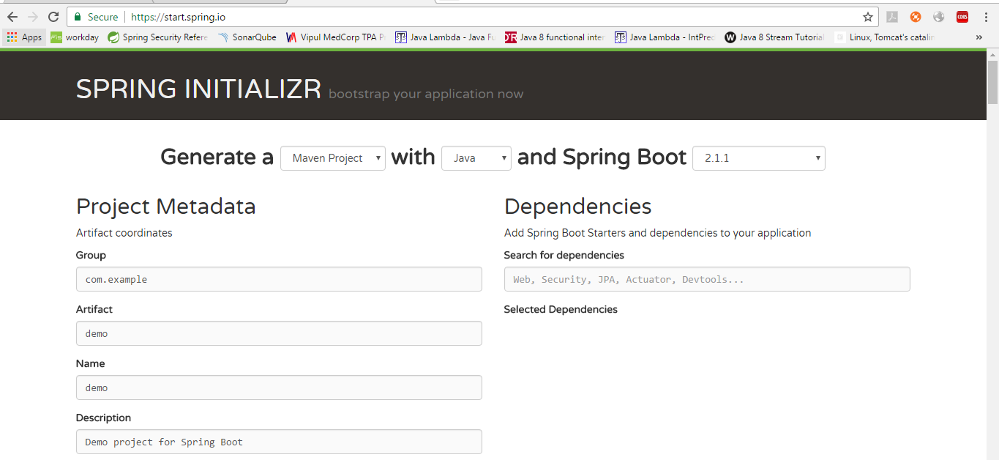 Secure https://start.spring.io
CORS
Apps workday Spring Security Refere SonarQube Vipul MedCorp TPA P Java Lambda - Java Fu Java 8 functional inter Java Lambda - IntPrec Java 8 Stream Tutorial Linux, Tomcat's catalin »
SPRING INITIALIZR bootstrap your application now
Generate a Maven Project with Java and Spring Boot 2.1.1
Project Metadata
Artifact coordinates
Group
com.example
Artifact
demo
Name
demo
Description
Demo project for Spring Boot
Dependencies
Add Spring Boot Starters and dependencies to your application
Search for dependencies
Web, Security, JPA, Actuator, Devtools...
Selected Dependencies